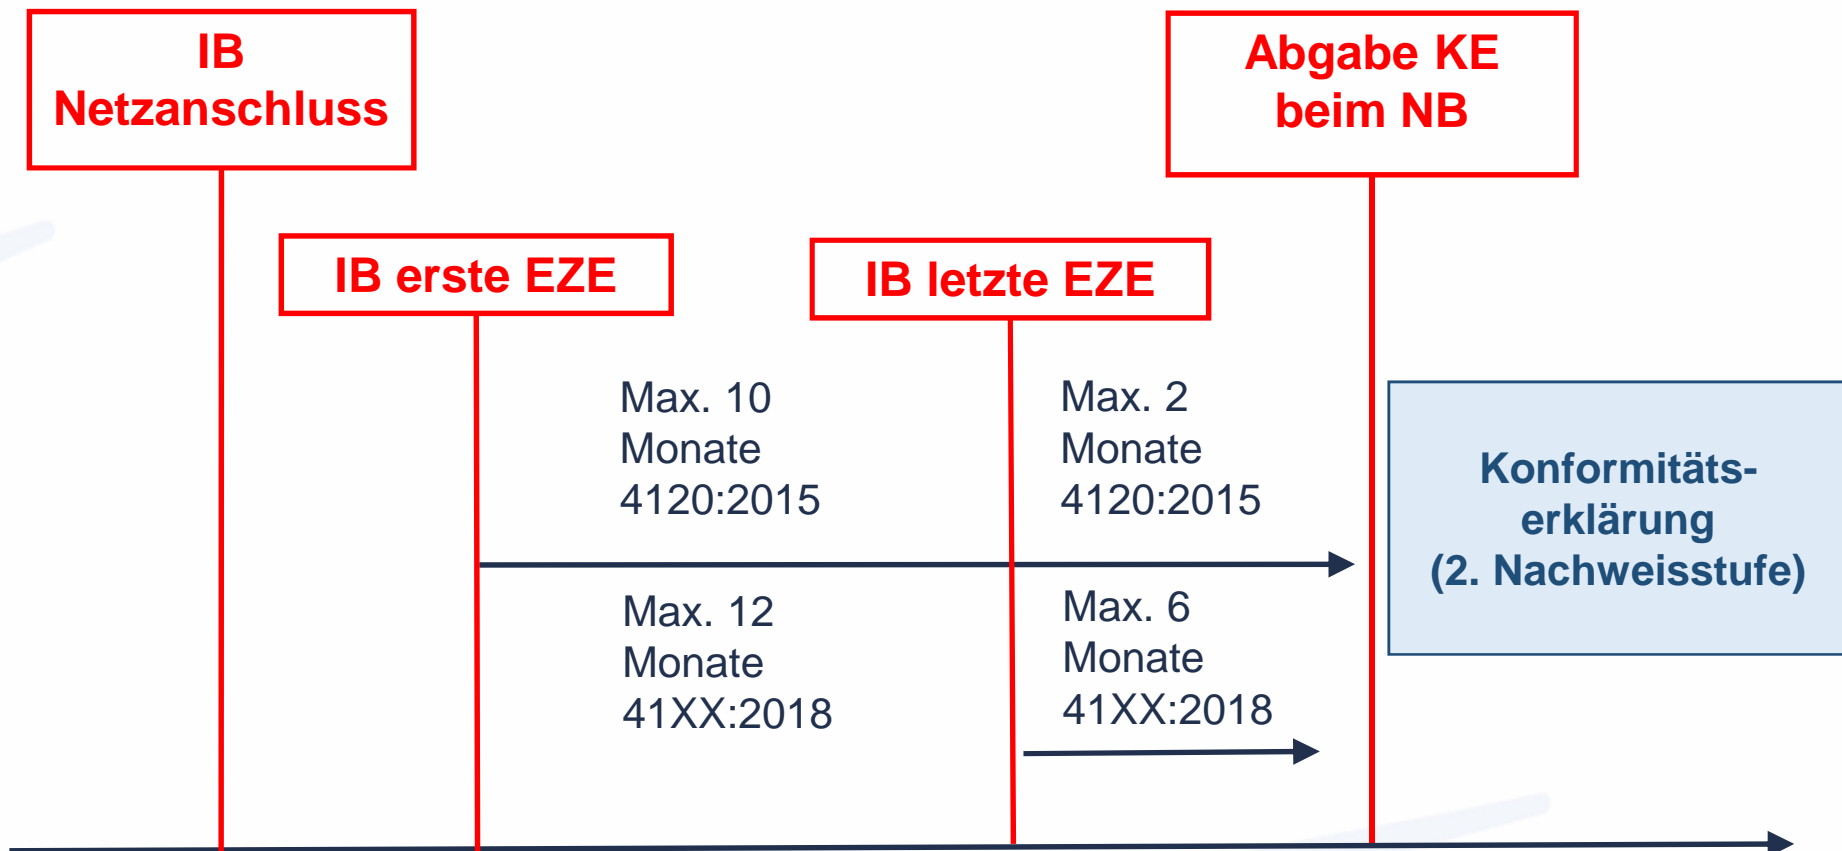 IB
Netzanschluss
Abgabe KE
beim NB
IB erste EZE
IB letzte EZE
Max. 10
Monate
4120:2015
Max. 2
Monate
4120:2015
Max. 12
Monate
41XX:2018
Max. 6
Monate
41XX:2018
Konformitäts-
erklärung
(2. Nachweisstufe)